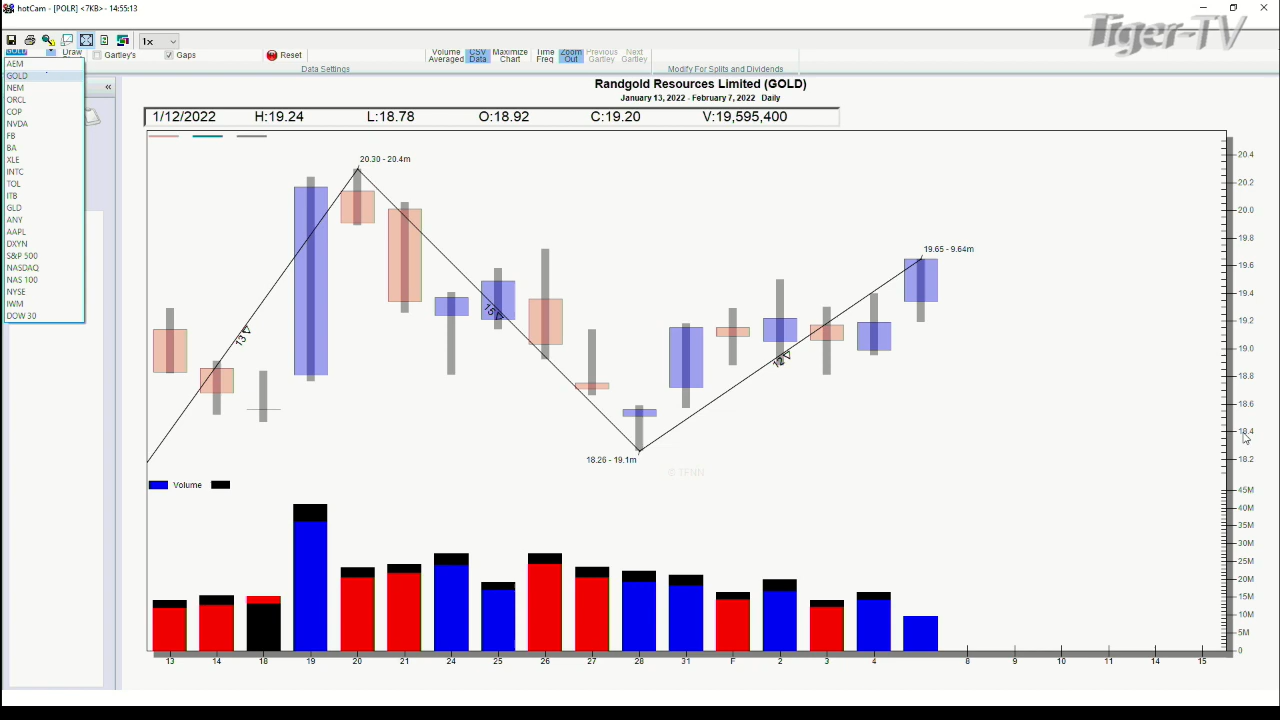 hotCam - [POLR] <7KB> - 14:55:13
Tiger-TV
1x
GOLD Draw Gartley's Gaps Reset Volume Averaged CSV Data Maximize Chart Time Freq Zoom Out Previous Gartley Next Gartley
Data Settings Modify For Splits and Dividends
AEM
GOLD
NEM
ORCL
COP
NVDA
FB
BA
XLE
INTC
TOL
ITB
GLD
ANY
AAPL
DXYN
S&P 500
NASDAQ
NAS 100
NYSE
IWM
DOW 30
Randgold Resources Limited (GOLD)
January 13, 2022 - February 7, 2022 Daily
1/12/2022 H:19.24 L:18.78 O:18.92 C:19.20 V:19,595,400
20.30 - 20.4m
19.65 - 9.64m
13
15
12
18.26 - 19.1m
20.4
20.2
20.0
19.8
19.6
19.4
19.2
19.0
18.8
18.6
18.4
18.2
Volume
45M
40M
35M
30M
25M
20M
15M
10M
5M
0
13 14 18 19 20 21 24 25 26 27 28 31 F 2 3 4 8 9 10 11 14 15